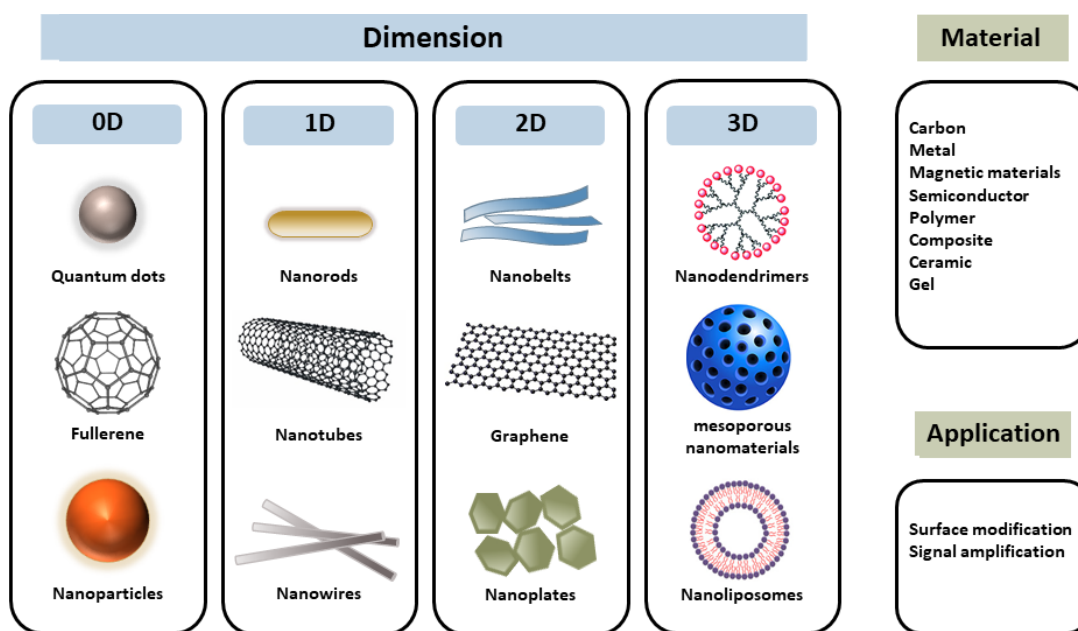 Dimension
0D
Quantum dots
Fullerene
Nanoparticles
1D
Nanorods
Nanotubes
Nanowires
2D
Nanobelts
Graphene
Nanoplates
3D
Nanodendrimers
mesoporous
nanomaterials
Nanoliposomes
Material
Carbon
Metal
Magnetic materials
Semiconductor
Polymer
Composite
Ceramic
Gel
Application
Surface modification
Signal amplification